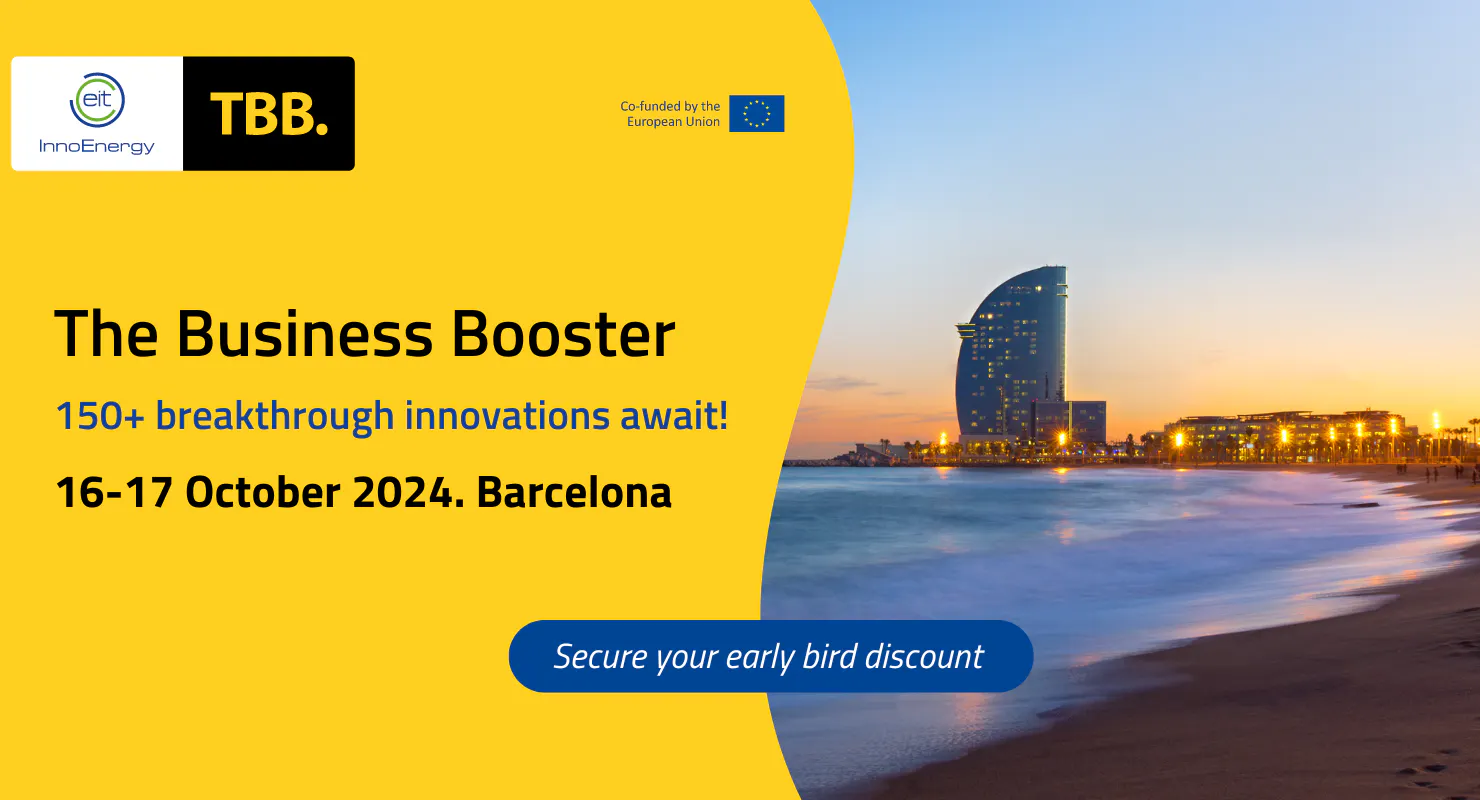 eit
InnoEnergy
TBB.
Co-funded by the
European Union
The Business Booster
150+ breakthrough innovations await!
16-17 October 2024. Barcelona
Secure your early bird discount